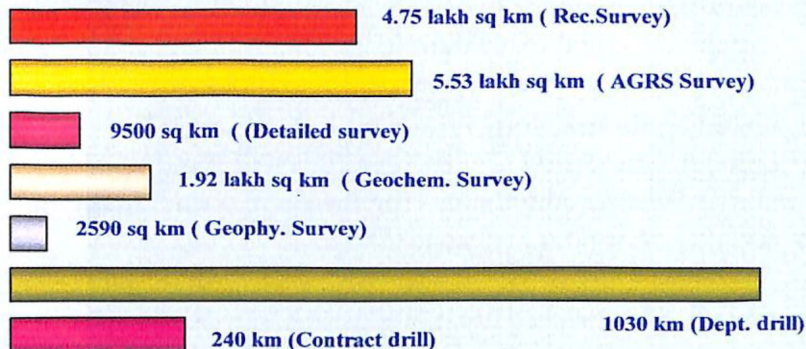 4.75 lakh sq km ( Rec.Survey)
5.53 lakh sq km ( AGRS Survey)
9500 sq km ( (Detailed survey)
1.92 lakh sq km ( Geochem. Survey)
2590 sq km ( Geophy. Survey)
1030 km (Dept. drill)
240 km (Contract drill)